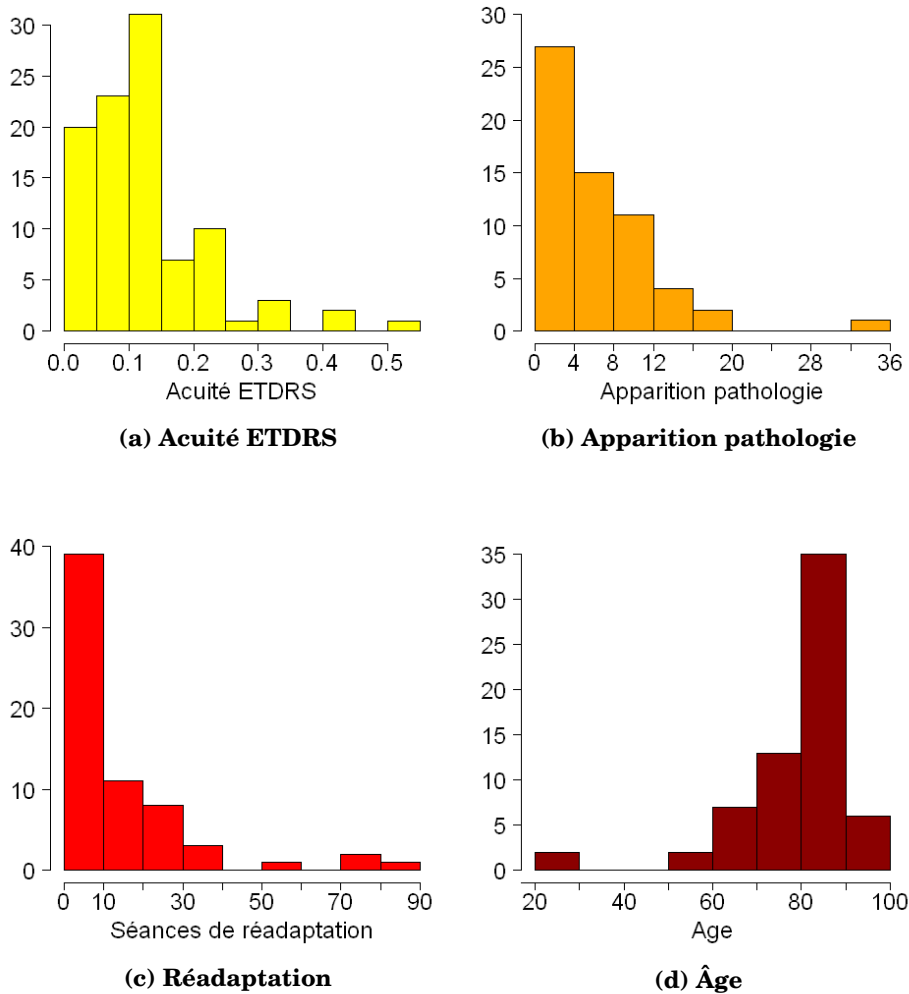 30
25
20
15
10
5
0
0.0 0.1 0.2 0.3 0.4 0.5
Acuité ETDRS
(a) Acuité ETDRS
30
25
20
15
10
5
0
0 4 8 12 20 28 36
Apparition pathologie
(b) Apparition pathologie
40
30
20
10
0
0 10 30 50 70 90
Séances de réadaptation
(c) Réadaptation
35
30
25
20
15
10
5
0
20 40 60 80 100
Age
(d) Âge